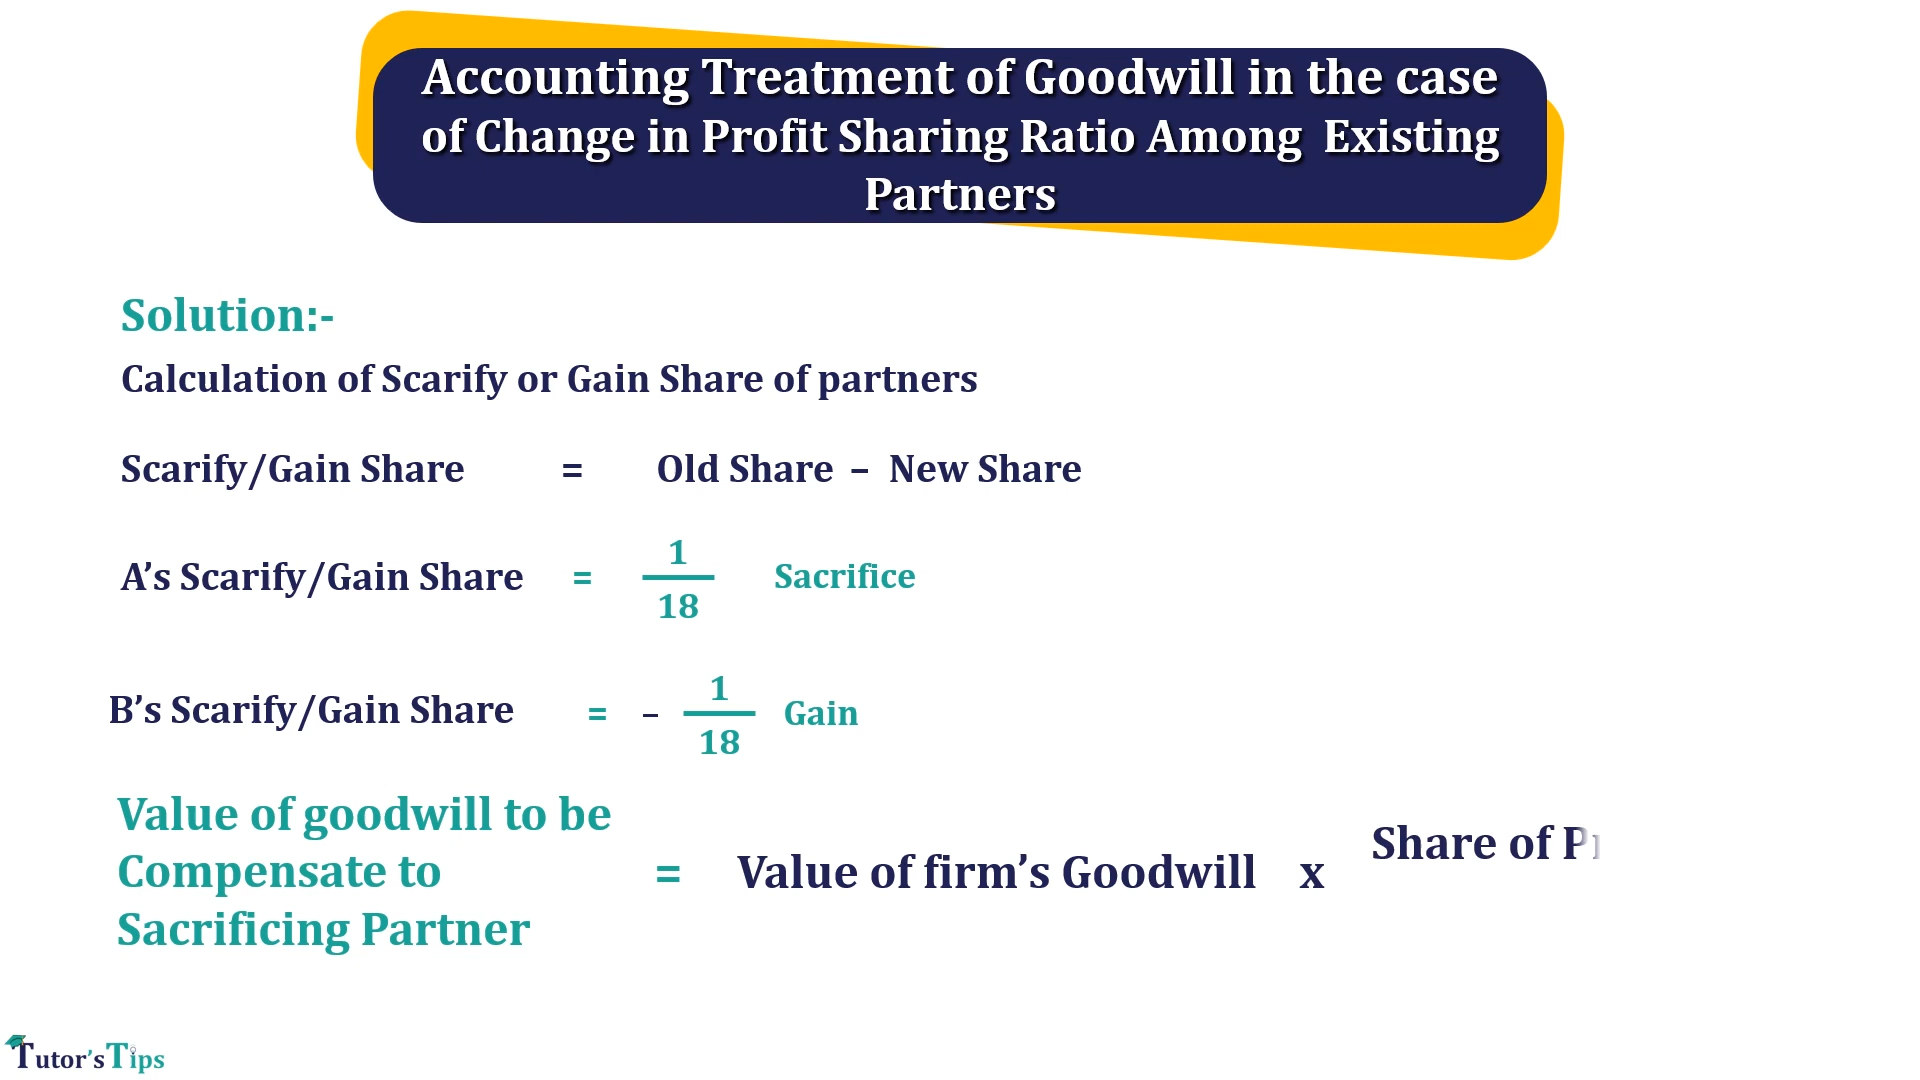 Accounting Treatment of Goodwill in the case
of Change in Profit Sharing Ratio Among Existing
Partners
Solution:-
Calculation of Scarify or Gain Share of partners
Scarify/Gain Share = Old Share – New Share
A’s Scarify/Gain Share = 1/18 Sacrifice
B’s Scarify/Gain Share = – 1/18 Gain
Value of goodwill to be
Compensate to
Sacrificing Partner
= Value of firm’s Goodwill x Share of
Tutor’sTips